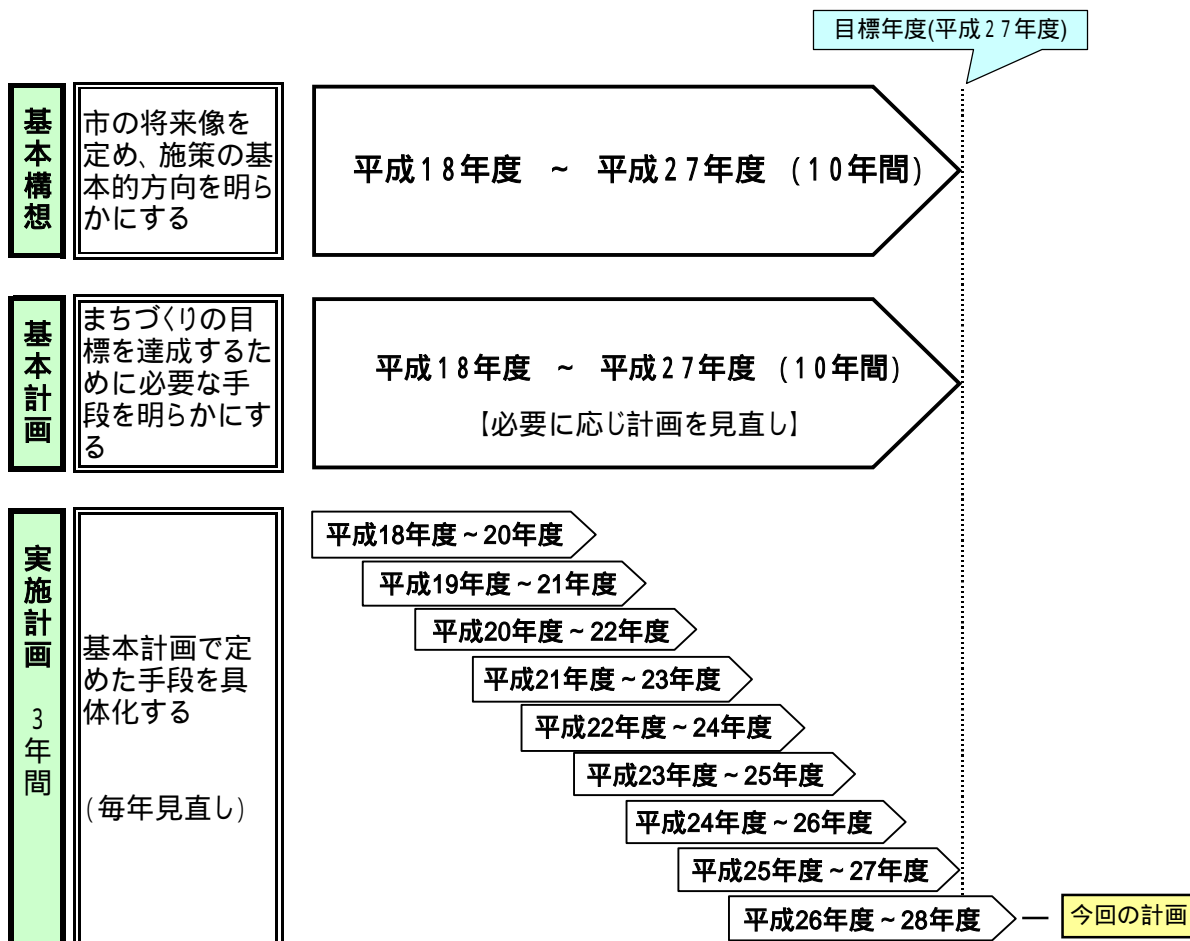 目標年度(平成27年度)
基本構想
市の将来像を
定め、施策の基
本的方向を明ら
かにする
平成18年度 ~ 平成27年度 (10年間)
基本計画
まちづくりの目
標を達成するた
めに必要な手
段を明らかにす
る
平成18年度 ~ 平成27年度 (10年間)
【必要に応じ計画を見直し】
実施計画 3年間
基本計画で定
めた手段を具
体化する
(毎年見直し)
平成18年度~20年度
平成19年度~21年度
平成20年度~22年度
平成21年度~23年度
平成22年度~24年度
平成23年度~25年度
平成24年度~26年度
平成25年度~27年度
平成26年度~28年度
今回の計画